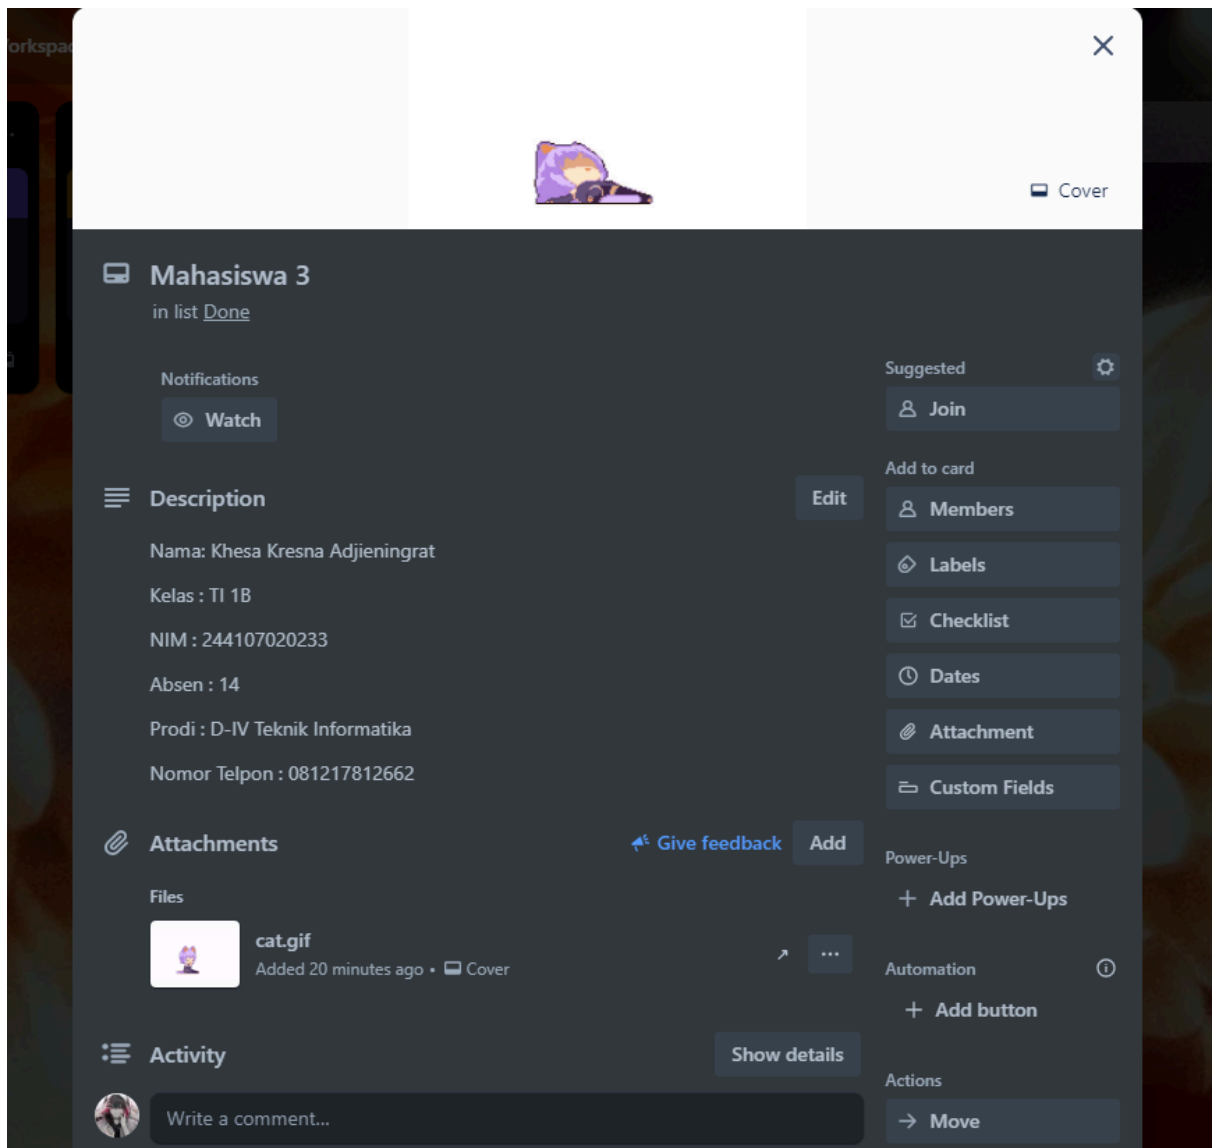 Cover
Mahasiswa 3
in list Done
Notifications
Watch
Description
Edit
Nama: Khesa Kresna Adjieningrat
Kelas : TI 1B
NIM : 244107020233
Absen : 14
Prodi : D-IV Teknik Informatika
Nomor Telpon : 081217812662
Attachments
Give feedback
Add
Files
cat.gif
Added 20 minutes ago • Cover
Activity
Show details
Write a comment...
Suggested
Join
Add to card
Members
Labels
Checklist
Dates
Attachment
Custom Fields
Power-Ups
+ Add Power-Ups
Automation
+ Add button
Actions
→ Move